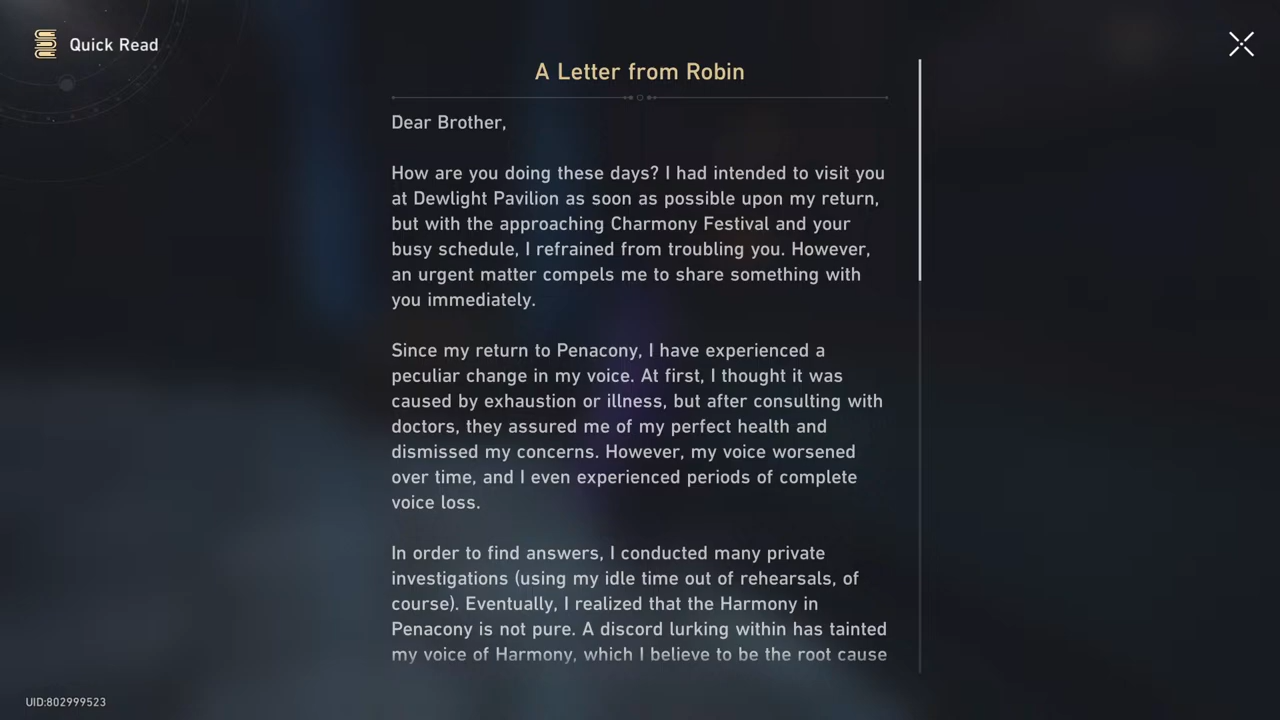 Quick Read
A Letter from Robin
Dear Brother,
How are you doing these days? I had intended to visit you
at Dewlight Pavilion as soon as possible upon my return,
but with the approaching Charmony Festival and your
busy schedule, I refrained from troubling you. However,
an urgent matter compels me to share something with
you immediately.
Since my return to Penacony, I have experienced a
peculiar change in my voice. At first, I thought it was
caused by exhaustion or illness, but after consulting with
doctors, they assured me of my perfect health and
dismissed my concerns. However, my voice worsened
over time, and I even experienced periods of complete
voice loss.
In order to find answers, I conducted many private
investigations (using my idle time out of rehearsals, of
course). Eventually, I realized that the Harmony in
Penacony is not pure. A discord lurking within has tainted
my voice of Harmony, which I believe to be the root cause
UID:802999523